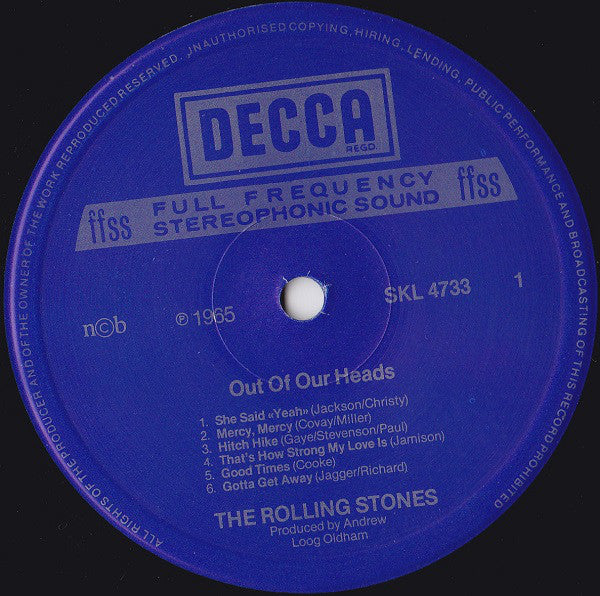 ALL RIGHTS OF THE PRODUCER AND OF THE OWNER OF THE WORK REPRODUCED RESERVED. UNAUTHORISED COPYING, HIRING, LENDING, PUBLIC PERFORMANCE AND BROADCASTING OF THIS RECORD PROHIBITED
DECCA
REGD.
ffss FULL FREQUENCY ffss
STEREOPHONIC SOUND
n©b ℗ 1965 SKL 4733 1
Out Of Our Heads
1. She Said «Yeah» (Jackson/Christy)
2. Mercy, Mercy (Covay/Miller)
3. Hitch Hike (Gaye/Stevenson/Paul)
4. That's How Strong My Love Is (Jamison)
5. Good Times (Cooke)
6. Gotta Get Away (Jagger/Richard)
THE ROLLING STONES
Produced by Andrew
Loog Oldham